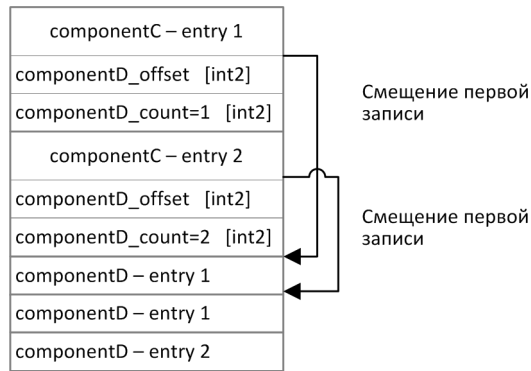 componentC – entry 1
componentD_offset [int2]
componentD_count=1 [int2]
componentC – entry 2
componentD_offset [int2]
componentD_count=2 [int2]
componentD – entry 1
componentD – entry 1
componentD – entry 2
Смещение первой
записи
Смещение первой
записи